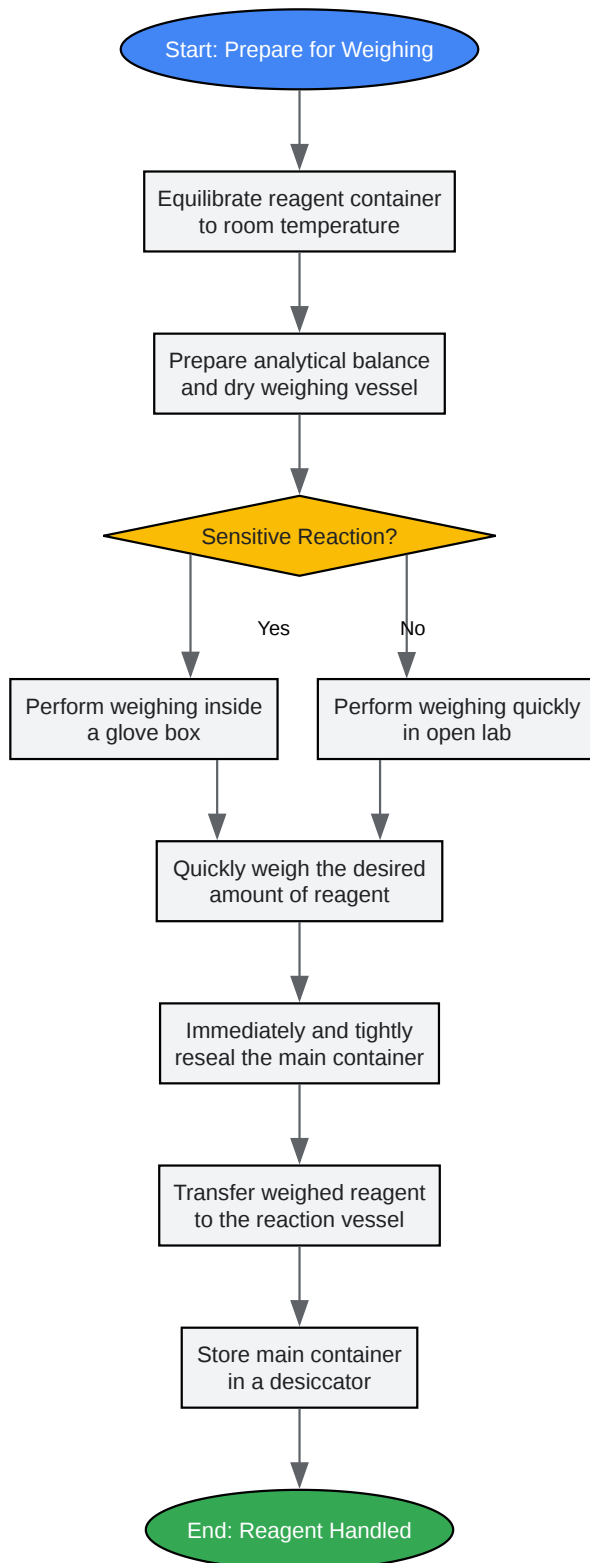 Start: Prepare for Weighing
Equilibrate reagent container
to room temperature
Prepare analytical balance
and dry weighing vessel
Sensitive Reaction?
Yes
No
Perform weighing inside
a glove box
Perform weighing quickly
in open lab
Quickly weigh the desired
amount of reagent
Immediately and tightly
reseal the main container
Transfer weighed reagent
to the reaction vessel
Store main container
in a desiccator
End: Reagent Handled